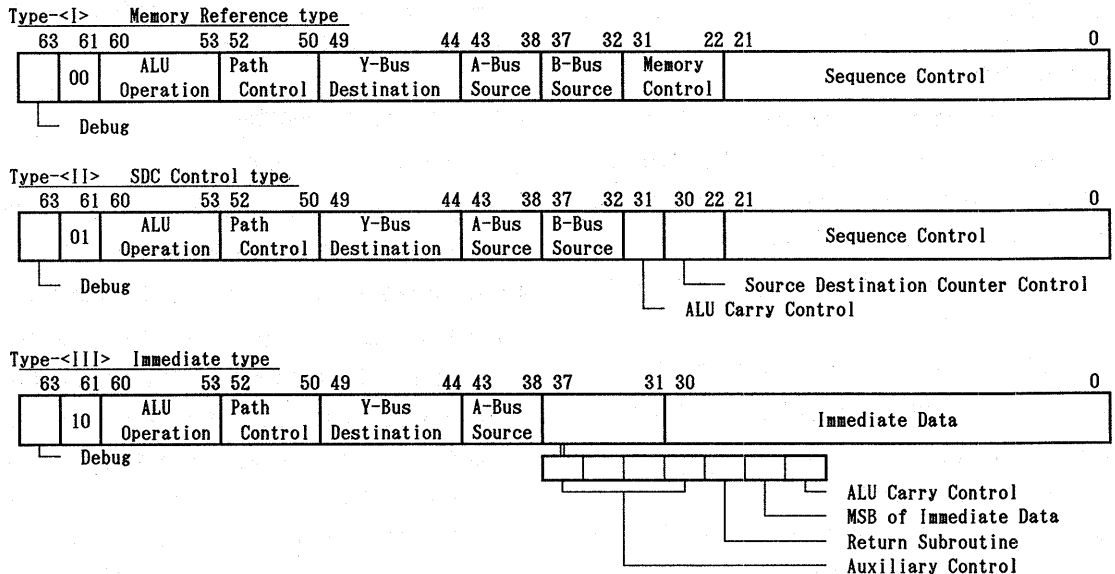 Type-<I> Memory Reference type
63 61 60 53 52 50 49 44 43 38 37 32 31 22 21 0
00 ALU Operation Path Control Y-Bus Destination A-Bus Source B-Bus Source Memory Control Sequence Control
Debug
Type-<II> SDC Control type
63 61 60 53 52 50 49 44 43 38 37 32 31 30 22 21 0
01 ALU Operation Path Control Y-Bus Destination A-Bus Source B-Bus Source Sequence Control
Debug
Source Destination Counter Control
ALU Carry Control
Type-<III> Immediate type
63 61 60 53 52 50 49 44 43 38 37 31 30 0
10 ALU Operation Path Control Y-Bus Destination A-Bus Source Immediate Data
Debug
ALU Carry Control
MSB of Immediate Data
Return Subroutine
Auxiliary Control